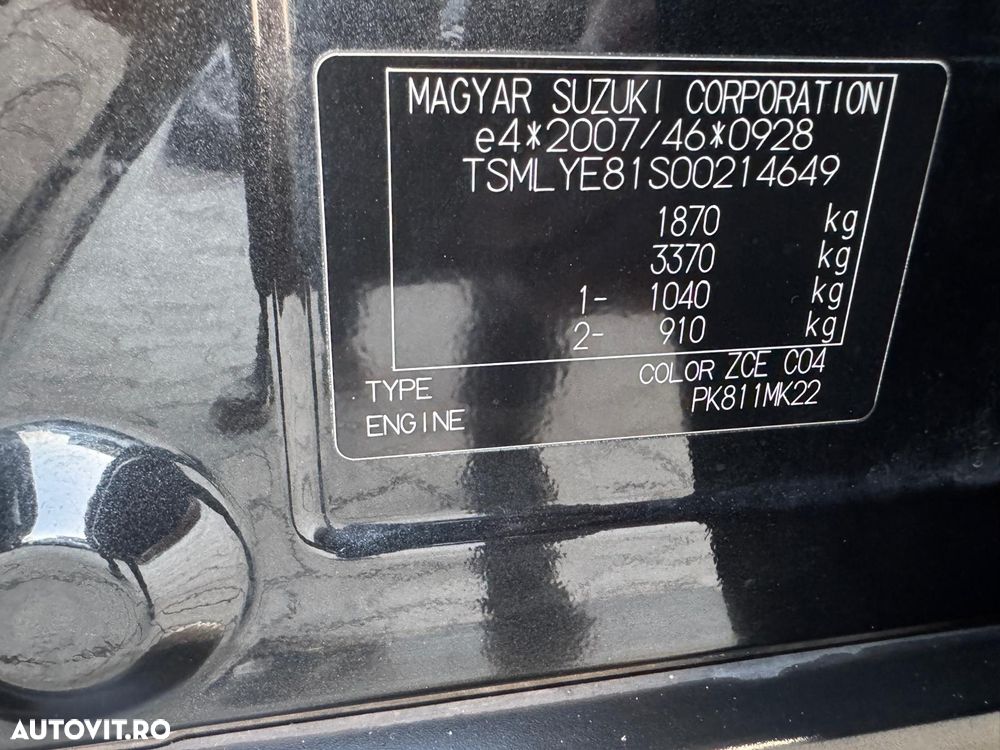 MAGYAR SUZUKI CORPORATION
e4*2007/46*0928
TSMLYE81S00214649
1870 kg
3370 kg
1- 1040 kg
2- 910 kg
TYPE COLOR ZCE C04
ENGINE PK811MK22
AUTOVIT.RO